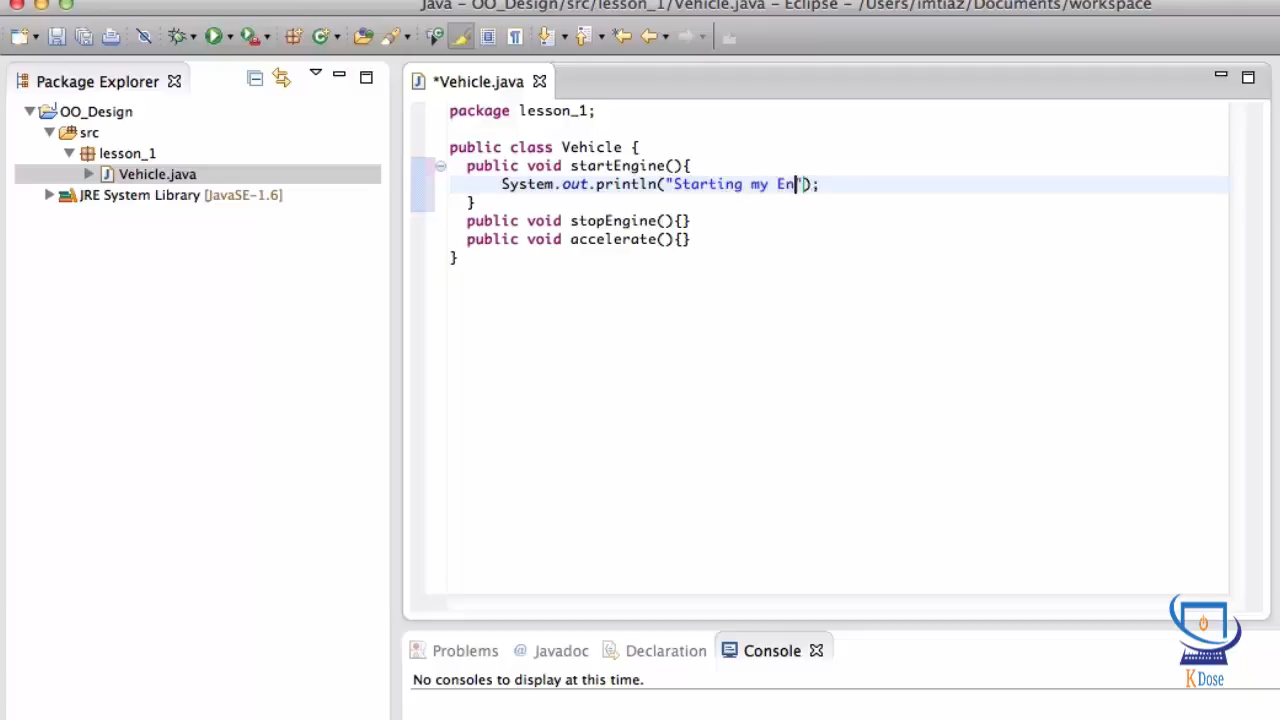 Java - OO_Design/src/lesson_1/Vehicle.java - Eclipse - /Users/imtiaz/Documents/workspace
Package Explorer
OO_Design
src
lesson_1
Vehicle.java
JRE System Library [JavaSE-1.6]
*Vehicle.java
package lesson_1;
public class Vehicle {
public void startEngine(){
System.out.println("Starting my En");
}
public void stopEngine(){}
public void accelerate(){}
}
Problems @ Javadoc Declaration Console
No consoles to display at this time.
K Dose